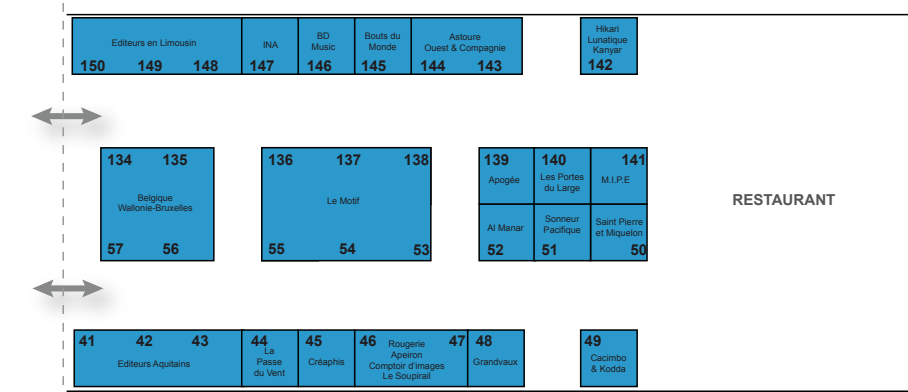 Editeurs en Limousin
150 149 148
INA
147
BD
Music
146
Bouts du
Monde
145
Astoure
Ouest & Compagnie
144 143
Hikari
Lunatique
Kanyar
142
134 135
Belgique
Wallonie-Bruxelles
57 56
136 137 138
Le Motif
55 54 53
139
Apogée
140
Les Portes
du Large
141
M.I.P.E
Al Manar
52
Sonneur
Pacifique
51
Saint Pierre
et Miquelon
50
RESTAURANT
41 42 43
Editeurs Aquitains
44
La
Passe
du Vent
45
Créaphis
46 47
Rougerie
Apeiron
Comptoir d'images
Le Soupirail
48
Grandvaux
49
Cacimbo
& Kodda